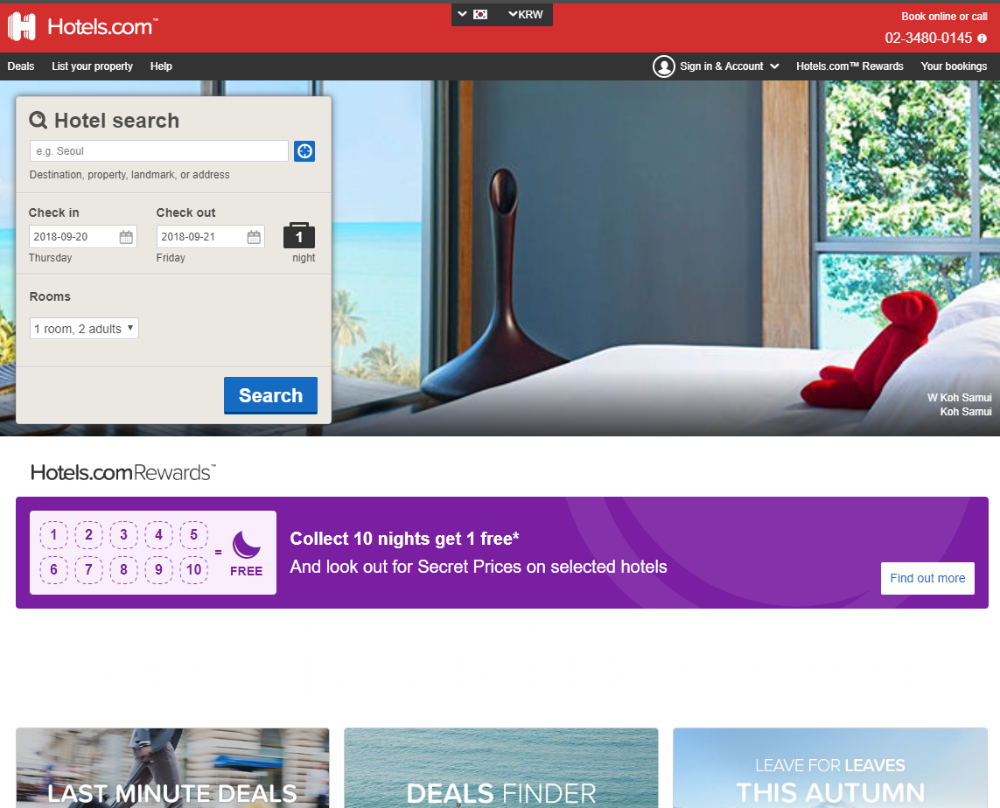 KRW
Hotels.com™
Book online or call
02-3480-0145
Deals
List your property
Help
Sign in & Account
Hotels.com™ Rewards
Your bookings
Hotel search
e.g. Seoul
Destination, property, landmark, or address
Check in
Check out
2018-09-20
2018-09-21
1
Thursday
Friday
night
Rooms
1 room, 2 adults
Search
W Koh Samui
Koh Samui
Hotels.comRewards™
1 2 3 4 5
6 7 8 9 10
=
FREE
Collect 10 nights get 1 free*
And look out for Secret Prices on selected hotels
Find out more
LAST MINUTE DEALS
DEALS FINDER
LEAVE FOR LEAVES
THIS AUTUMN